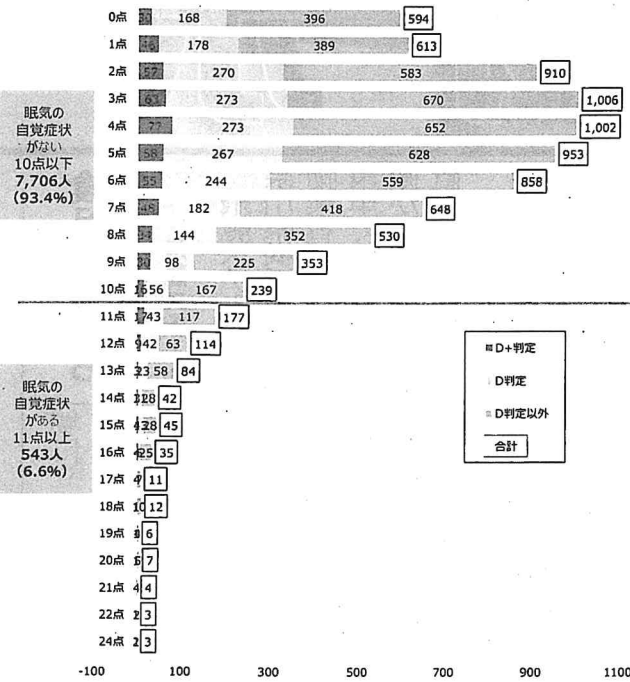 0点 30 168 396 594
1点 46 178 389 613
2点 57 270 583 910
3点 63 273 670 1,006
4点 77 273 652 1,002
5点 58 267 628 953
6点 55 244 559 858
7点 48 182 418 648
8点 34 144 352 530
9点 30 98 225 353
10点 16 56 167 239
眠気の
自覚症状
がない
10点以下
7,706人
(93.4%)
11点 17 43 117 177
12点 9 42 63 114
13点 3 23 58 84
14点 28 42
15点 28 45
16点 25 35
17点 11
18点 12
19点 6
20点 7
21点 4 4
22点 3
24点 3
眠気の
自覚症状
がある
11点以上
543人
(6.6%)
D+判定
D判定
D判定以外
合計
-100 100 300 500 700 900 1100